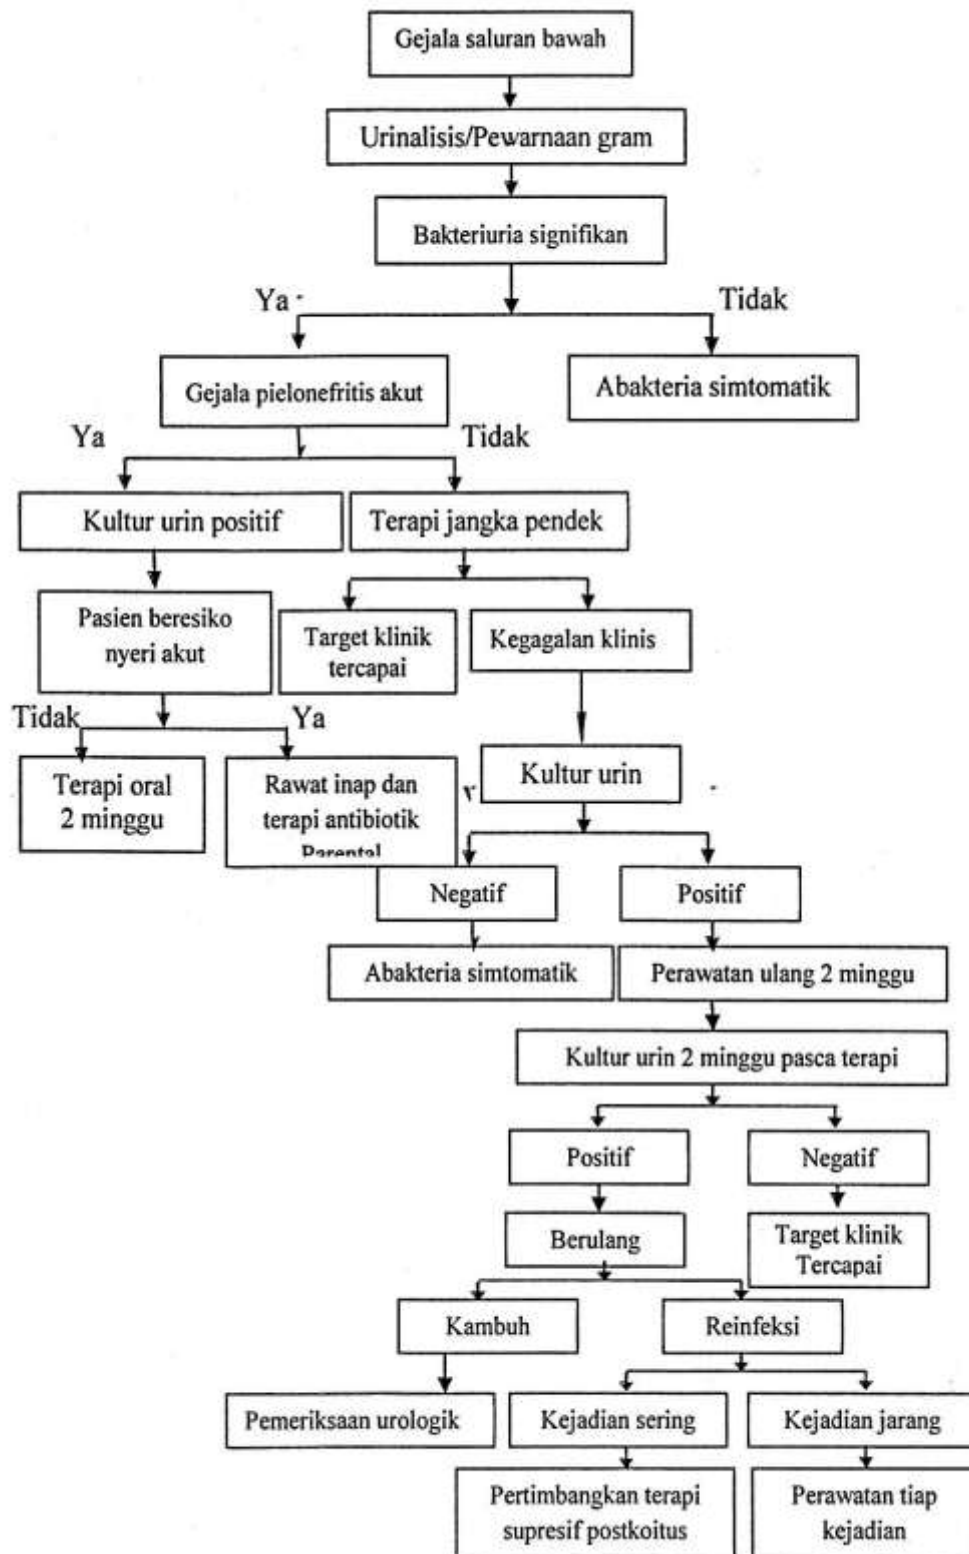 Gejala saluran bawah
Urinalisis/Pewarnaan gram
Bakteriuria signifikan
Ya
Tidak
Gejala pielonefritis akut
Abakteria simtomatik
Ya
Tidak
Kultur urin positif
Terapi jangka pendek
Pasien beresiko
nyeri akut
Target klinik
tercapai
Kegagalan klinis
Tidak
Ya
Terapi oral
2 minggu
Rawat inap dan
terapi antibiotik
Parental
Kultur urin
Negatif
Positif
Abakteria simtomatik
Perawatan ulang 2 minggu
Kultur urin 2 minggu pasca terapi
Positif
Negatif
Berulang
Target klinik
Tercapai
Kambuh
Reinfeksi
Pemeriksaan urologik
Kejadian sering
Kejadian jarang
Pertimbangkan terapi
supresif postkoitus
Perawatan tiap
kejadian